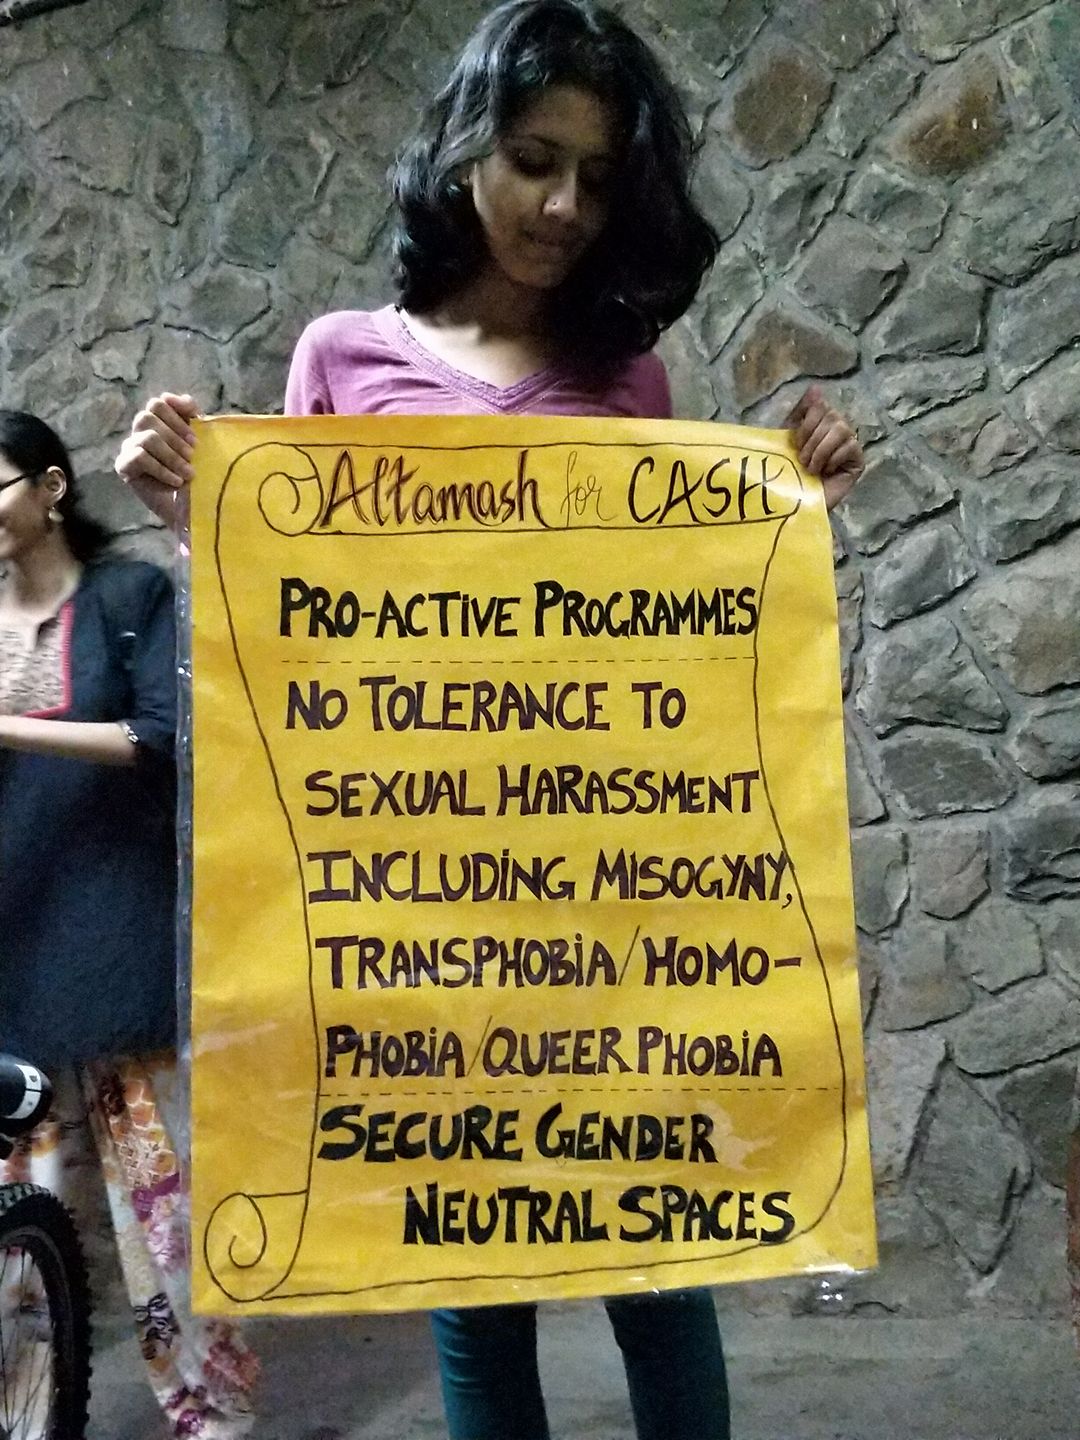 Altamash for CASH
PRO-ACTIVE PROGRAMMES
NO TOLERANCE TO
SEXUAL HARASSMENT
INCLUDING MISOGYNY,
TRANSPHOBIA/HOMO-
PHOBIA/QUEER PHOBIA
SECURE GENDER
NEUTRAL SPACES